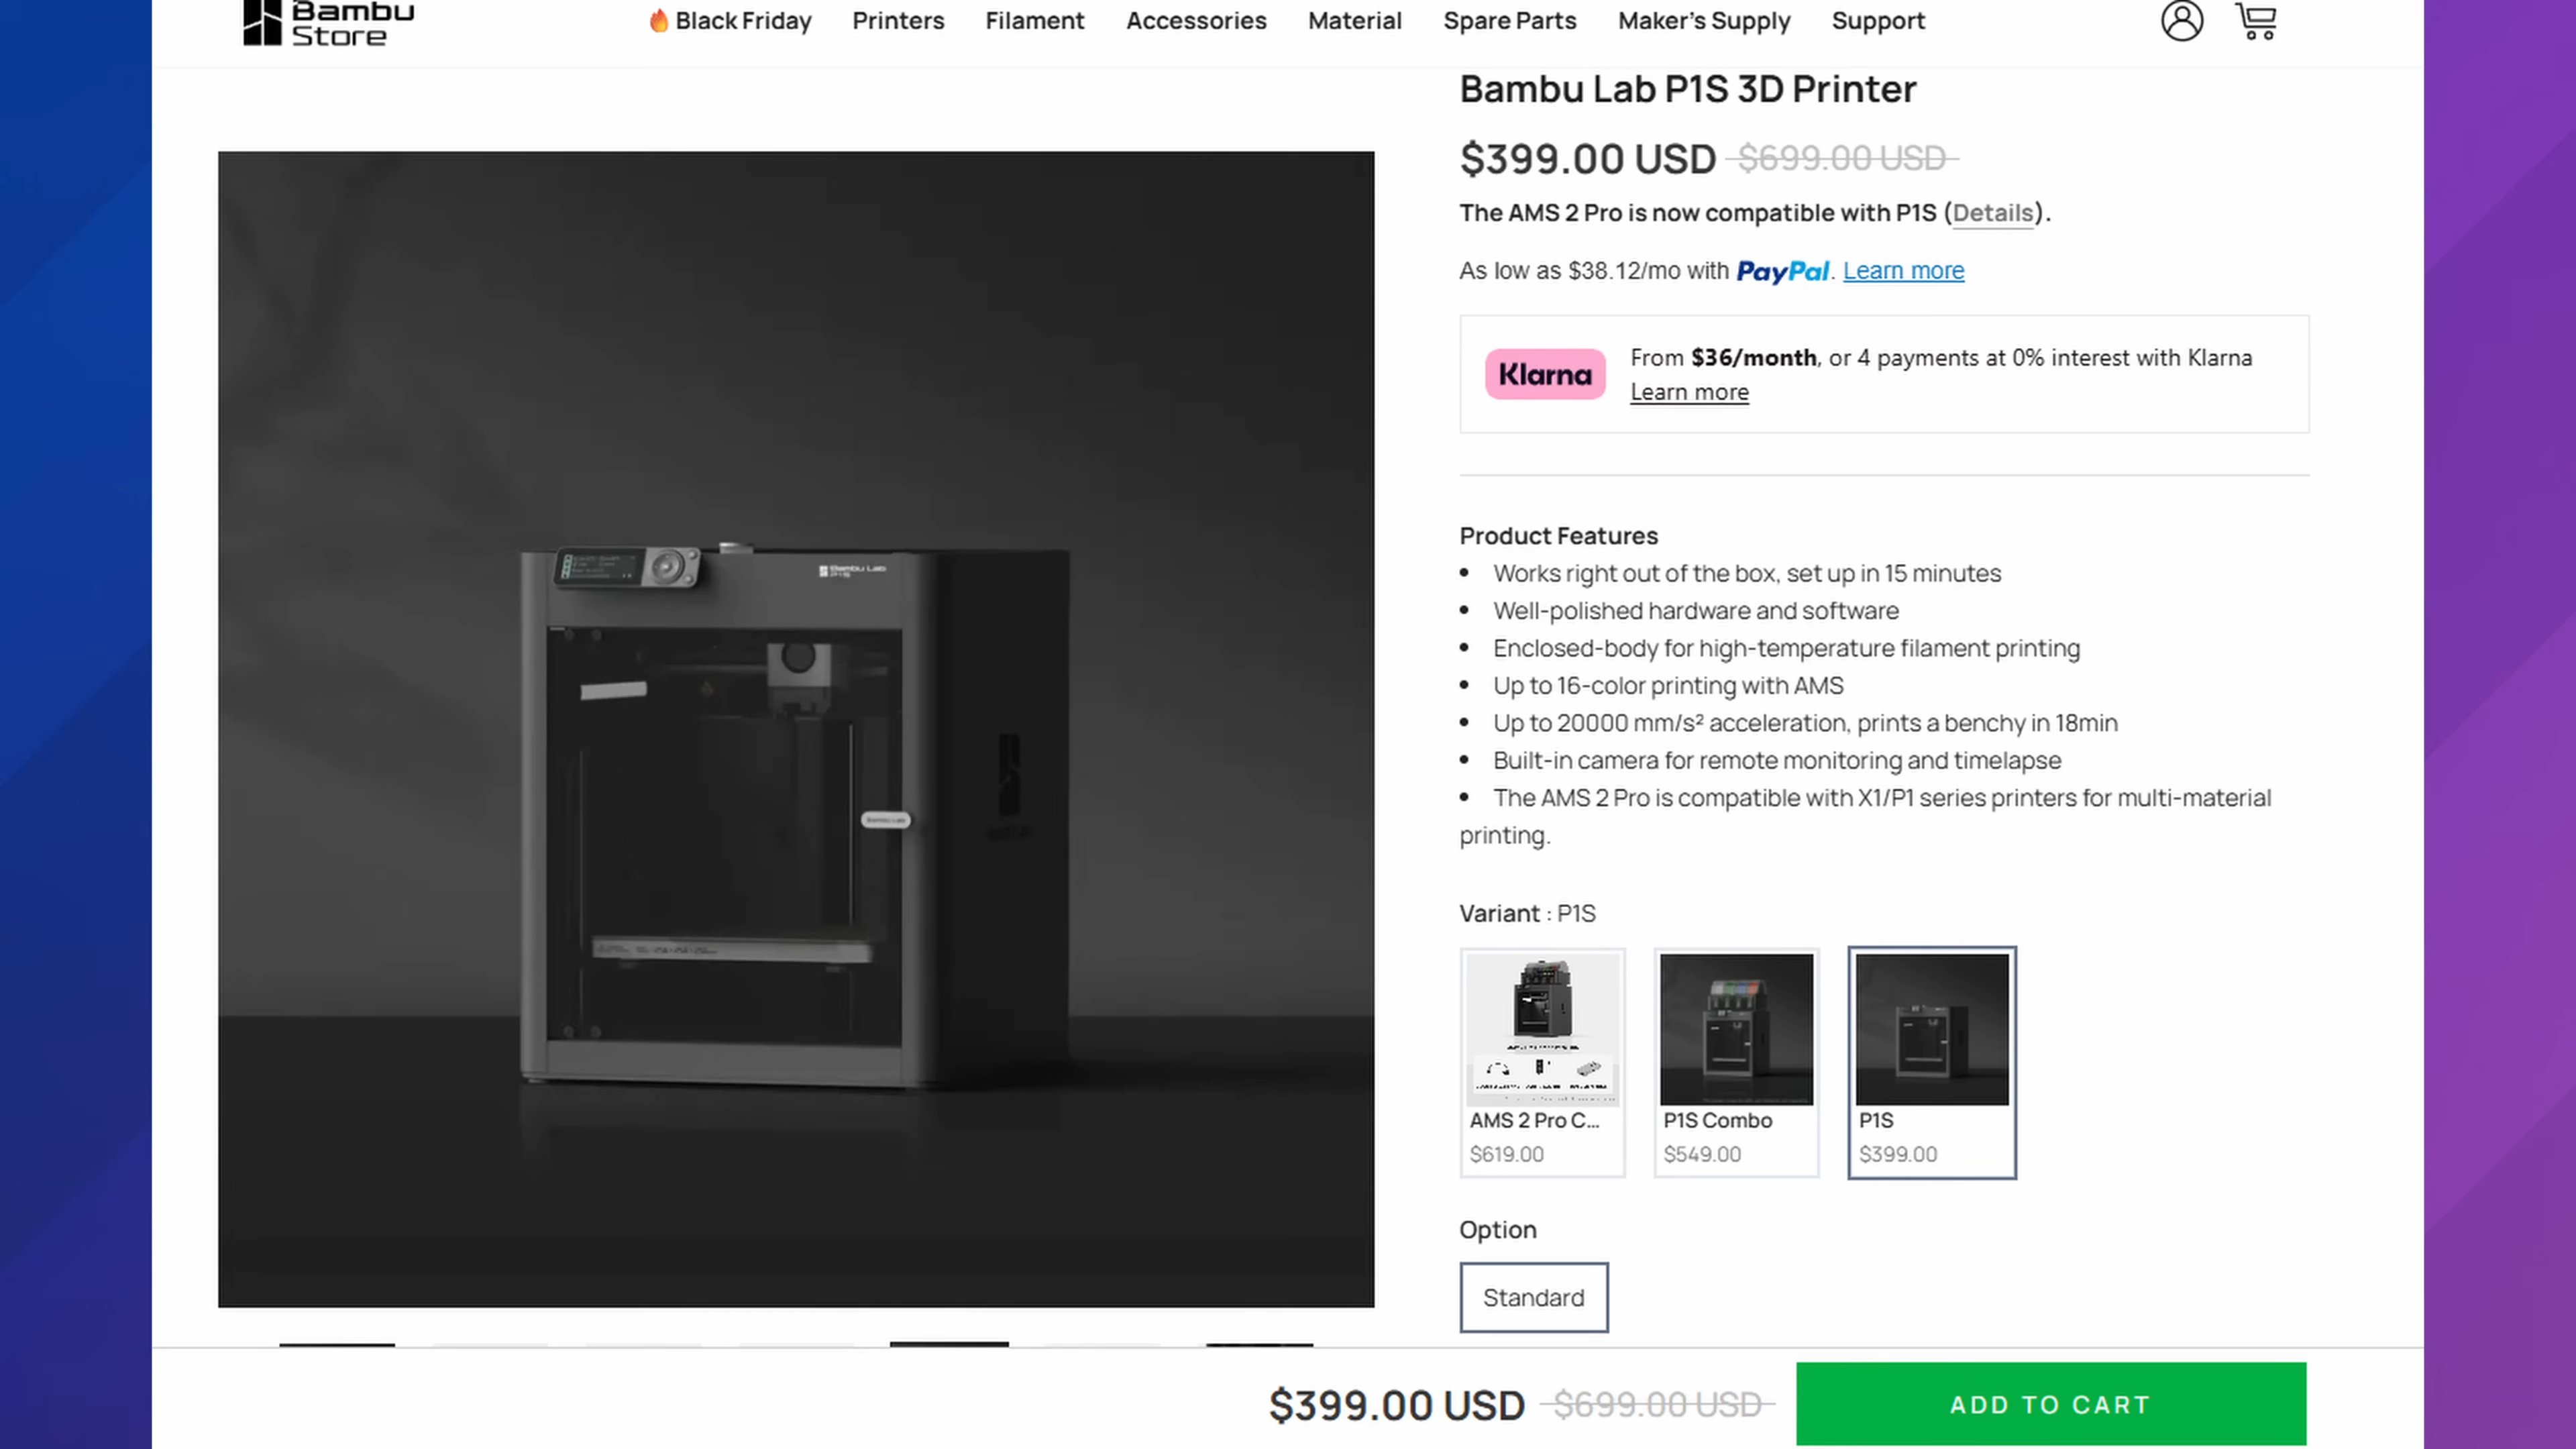 Bambu
Store
Black Friday
Printers
Filament
Accessories
Material
Spare Parts
Maker's Supply
Support
Bambu Lab P1S 3D Printer
$399.00 USD $699.00 USD
The AMS 2 Pro is now compatible with P1S (Details).
As low as $38.12/mo with PayPal. Learn more
Klarna
From $36/month, or 4 payments at 0% interest with Klarna
Learn more
Product Features
• Works right out of the box, set up in 15 minutes
• Well-polished hardware and software
• Enclosed-body for high-temperature filament printing
• Up to 16-color printing with AMS
• Up to 20000 mm/s² acceleration, prints a benchy in 18min
• Built-in camera for remote monitoring and timelapse
• The AMS 2 Pro is compatible with X1/P1 series printers for multi-material
printing.
Bambu Lab
P1S
Bambu Lab
Variant : P1S
AMS 2 Pro C...
$619.00
P1S Combo
$549.00
P1S
$399.00
Option
Standard
$399.00 USD $699.00 USD
ADD TO CART